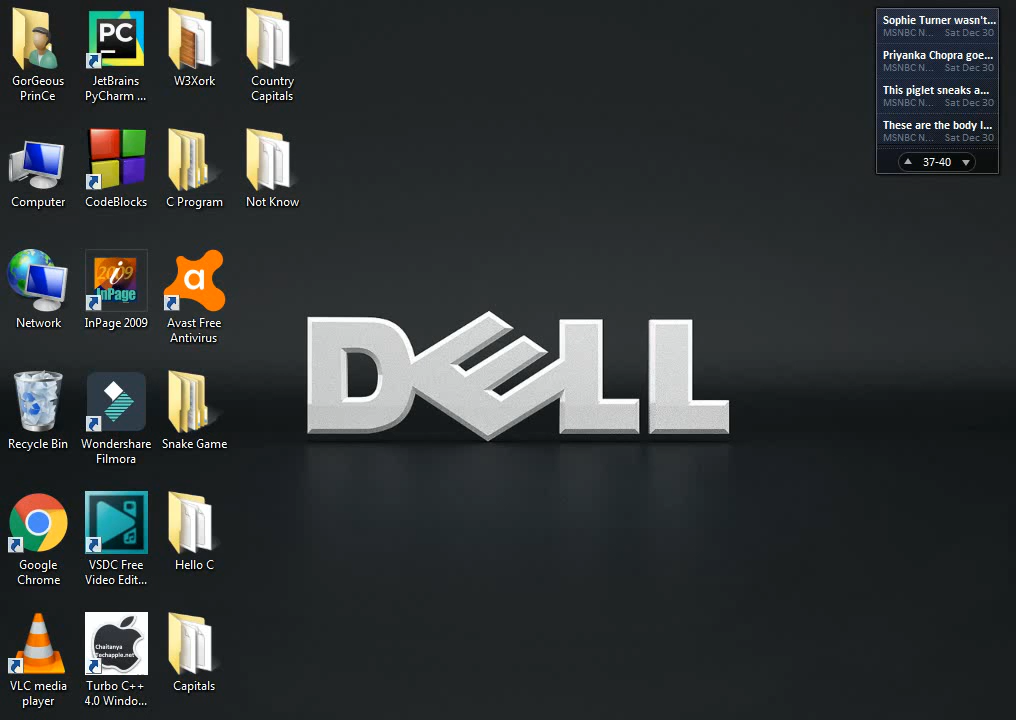 GorGeous
PrinCe
PC
JetBrains
PyCharm ...
W3Xork
Country
Capitals
Computer
CodeBlocks
C Program
Not Know
Network
2009
i
InPage
InPage 2009
a
Avast Free
Antivirus
Recycle Bin
Wondershare
Filmora
Snake Game
Google
Chrome
VSDC Free
Video Edit...
Hello C
VLC media
player
Chaitanya
Techapple.net
Turbo C++
4.0 Windo...
Capitals
DELL
Sophie Turner wasn't...
MSNBC N... Sat Dec 30
Priyanka Chopra goe...
MSNBC N... Sat Dec 30
This piglet sneaks a...
MSNBC N... Sat Dec 30
These are the body l...
MSNBC N... Sat Dec 30
37-40